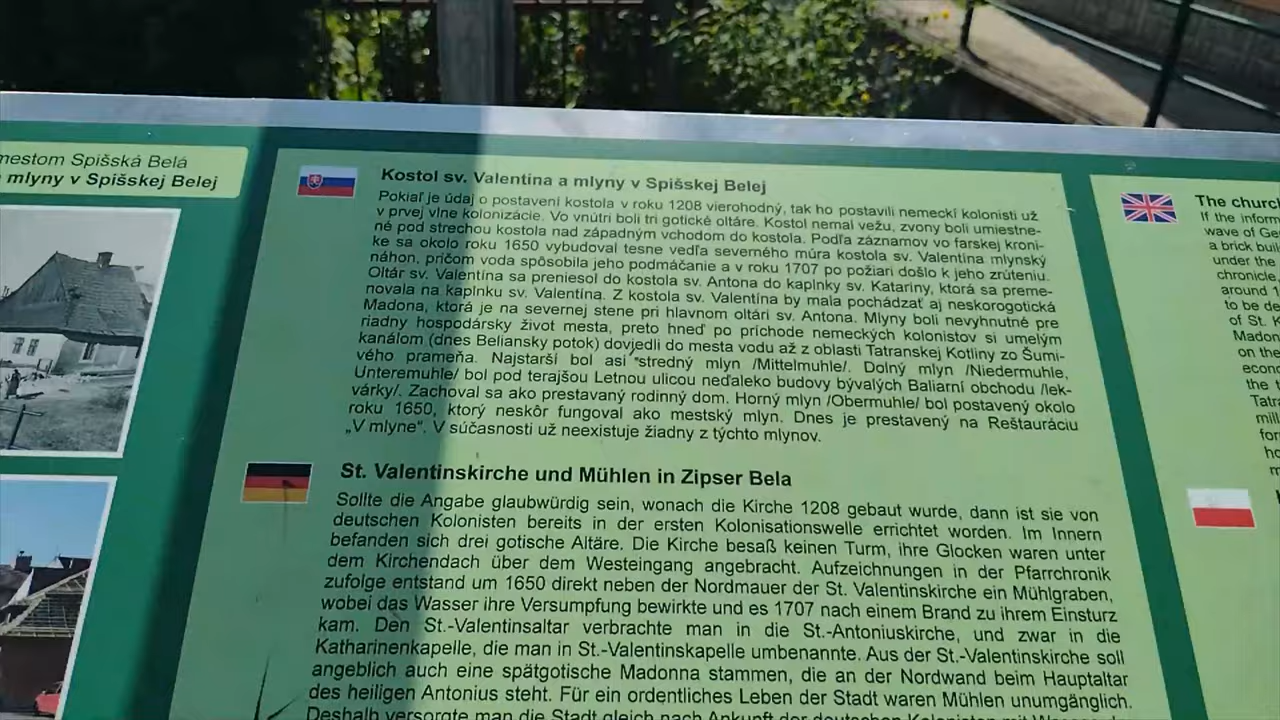 mestom Spišská Belá
mlyny v Spišskej Belej
Kostol sv. Valentína a mlyny v Spišskej Belej
Pokiaľ je údaj o postavení kostola v roku 1208 vierohodný, tak ho postavili nemeckí kolonisti už
v prvej vlne kolonizácie. Vo vnútri boli tri gotické oltáre. Kostol nemal vežu, zvony boli umiestne-
né pod strechou kostola nad západným vchodom do kostola. Podľa záznamov vo farskej kroni-
ke sa okolo roku 1650 vybudoval tesne vedľa severného múra kostola sv. Valentína mlynský
náhon, pričom voda spôsobila jeho podmáčanie a v roku 1707 po požiari došlo k jeho zrúteniu.
Oltár sv. Valentína sa preniesol do kostola sv. Antona do kaplnky sv. Kataríny, ktorá sa preme-
novala na kaplnku sv. Valentína. Z kostola sv. Valentína by mala pochádzať aj neskorogotická
Madona, ktorá je na severnej stene pri hlavnom oltári sv. Antona. Mlyny boli nevyhnutné pre
riadny hospodársky život mesta, preto hneď po príchode nemeckých kolonistov si umelým
kanálom (dnes Beliansky potok) dovjedli do mesta vodu až z oblasti Tatranskej Kotliny zo Šumi-
vého prameňa. Najstarší bol asi stredný mlyn /Mittelmuhle/. Dolný mlyn /Niedermuhle,
Unteremuhle/ bol pod terajšou Letnou ulicou neďaleko budovy bývalých Baliarní obchodu /lek-
várky/. Zachoval sa ako prestavaný rodinný dom. Horný mlyn /Obermuhle/ bol postavený okolo
roku 1650, ktorý neskôr fungoval ako mestský mlyn. Dnes je prestavený na Reštauráciu
„V mlyne“. V súčasnosti už neexistuje žiadny z týchto mlynov.
St. Valentinskirche und Mühlen in Zipser Bela
Sollte die Angabe glaubwürdig sein, wonach die Kirche 1208 gebaut wurde, dann ist sie von
deutschen Kolonisten bereits in der ersten Kolonisationswelle errichtet worden. Im Innern
befanden sich drei gotische Altäre. Die Kirche besaß keinen Turm, ihre Glocken waren unter
dem Kirchendach über dem Westeingang angebracht. Aufzeichnungen in der Pfarrchronik
zufolge entstand um 1650 direkt neben der Nordmauer der St. Valentinskirche ein Mühlgraben,
wobei das Wasser ihre Versumpfung bewirkte und es 1707 nach einem Brand zu ihrem Einsturz
kam. Den St.-Valentinsaltar verbrachte man in die St.-Antoniuskirche, und zwar in die
Katharinenkapelle, die man in St.-Valentinskapelle umbenannte. Aus der St.-Valentinskirche soll
angeblich auch eine spätgotische Madonna stammen, die an der Nordwand beim Hauptaltar
des heiligen Antonius steht. Für ein ordentliches Leben der Stadt waren Mühlen unumgänglich.
Deshalb versorgte man die Stadt gleich nach Ankunft der deutschen Kolonisten mit
The church
If the inform
wave of Ge
a brick buil
under the
chronicle
around 1
to be de
of St. K
Madon
on the
econo
the t
Tatra
mill
for